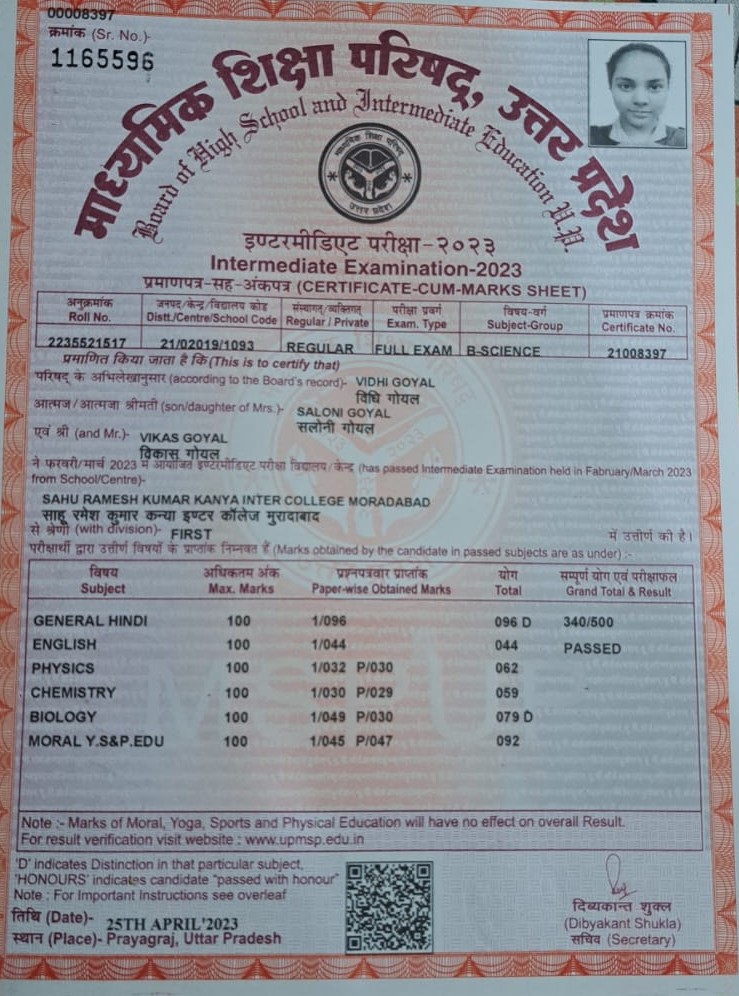 00008397
क्रमांक (Sr. No.)-
1165596
माध्यमिक शिक्षा परिषद्, उत्तर प्रदेश
Board of High School and Intermediate Education U.P.
माध्यमिक शिक्षा परिषद्
उत्तर प्रदेश
इण्टरमीडिएट परीक्षा-२०२३
Intermediate Examination-2023
प्रमाणपत्र-सह-अंकपत्र (CERTIFICATE-CUM-MARKS SHEET)
अनुक्रमांक जनपद/केन्द्र/विद्यालय कोड संस्थागत/व्यक्तिगत परीक्षा प्रवर्ग विषय-वर्ग प्रमाणपत्र क्रमांक
Roll No. Distt./Centre/School Code Regular / Private Exam. Type Subject-Group Certificate No.
2235521517 21/02019/1093 REGULAR FULL EXAM B-SCIENCE 21008397
प्रमाणित किया जाता है कि (This is to certify that)
परिषद् के अभिलेखानुसार (according to the Board's record)- VIDHI GOYAL
विधि गोयल
आत्मज/आत्मजा श्रीमती (son/daughter of Mrs.)- SALONI GOYAL
सलोनी गोयल
एवं श्री (and Mr.)- VIKAS GOYAL
विकास गोयल
ने फरवरी/मार्च 2023 में आयोजित इण्टरमीडिएट परीक्षा विद्यालय/केन्द्र (has passed Intermediate Examination held in Fabruary/March 2023
from School/Centre)-
SAHU RAMESH KUMAR KANYA INTER COLLEGE MORADABAD
साहू रमेश कुमार कन्या इण्टर कॉलेज मुरादाबाद
से श्रेणी (with division)- FIRST में उत्तीर्ण की है।
परीक्षार्थी द्वारा उत्तीर्ण विषयों के प्राप्तांक निम्नवत हैं (Marks obtained by the candidate in passed subjects are as under) :-
विषय अधिकतम अंक प्रश्नपत्रवार प्राप्तांक योग सम्पूर्ण योग एवं परीक्षाफल
Subject Max. Marks Paper-wise Obtained Marks Total Grand Total & Result
GENERAL HINDI 100 1/096 096 D 340/500
ENGLISH 100 1/044 044 PASSED
PHYSICS 100 1/032 P/030 062
CHEMISTRY 100 1/030 P/029 059
BIOLOGY 100 1/049 P/030 079 D
MORAL Y.S&P.EDU 100 1/045 P/047 092
Note :- Marks of Moral, Yoga, Sports and Physical Education will have no effect on overall Result.
For result verification visit website : www.upmsp.edu.in
'D' indicates Distinction in that particular subject,
'HONOURS' indicates candidate "passed with honour"
Note : For Important Instructions see overleaf
तिथि (Date)- 25TH APRIL'2023
स्थान (Place)- Prayagraj, Uttar Pradesh
दिब्यकान्त शुक्ल
(Dibyakant Shukla)
सचिव (Secretary)